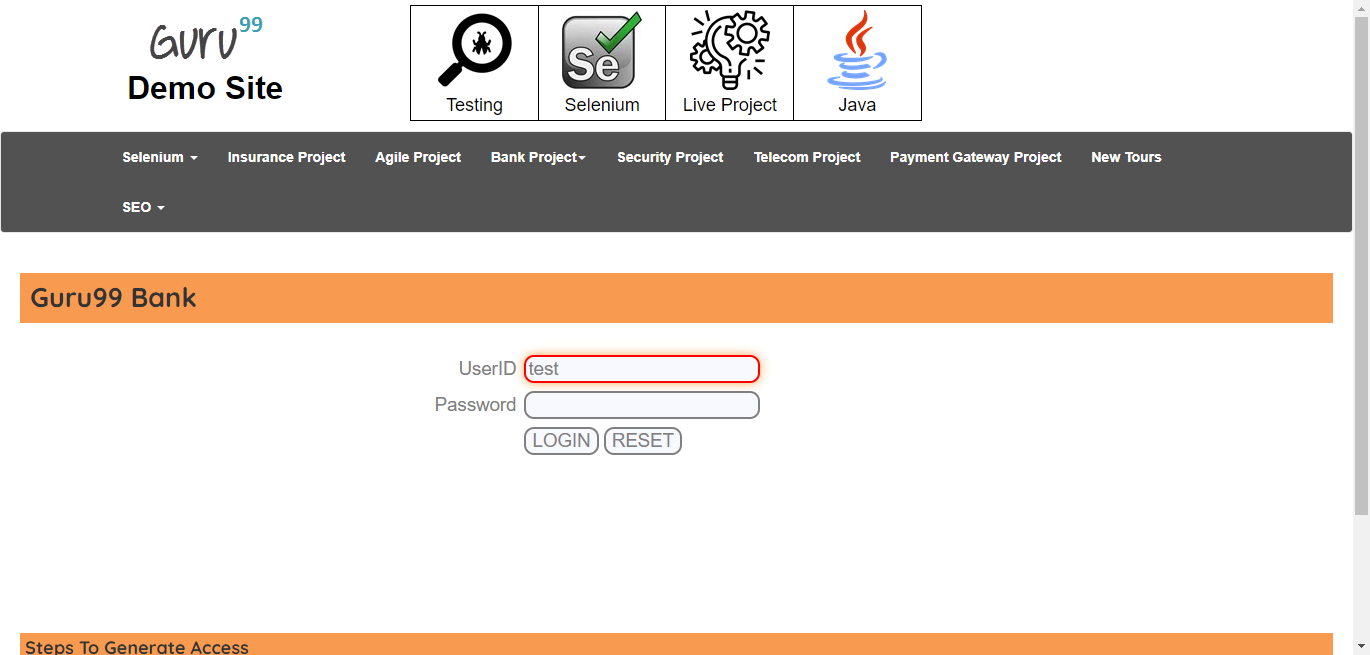 Guru99
Demo Site
Se
Testing
Selenium
Live Project
Java
Selenium
Insurance Project
Agile Project
Bank Project
Security Project
Telecom Project
Payment Gateway Project
New Tours
SEO
Guru99 Bank
UserID test
Password
LOGIN RESET
Steps To Generate Access